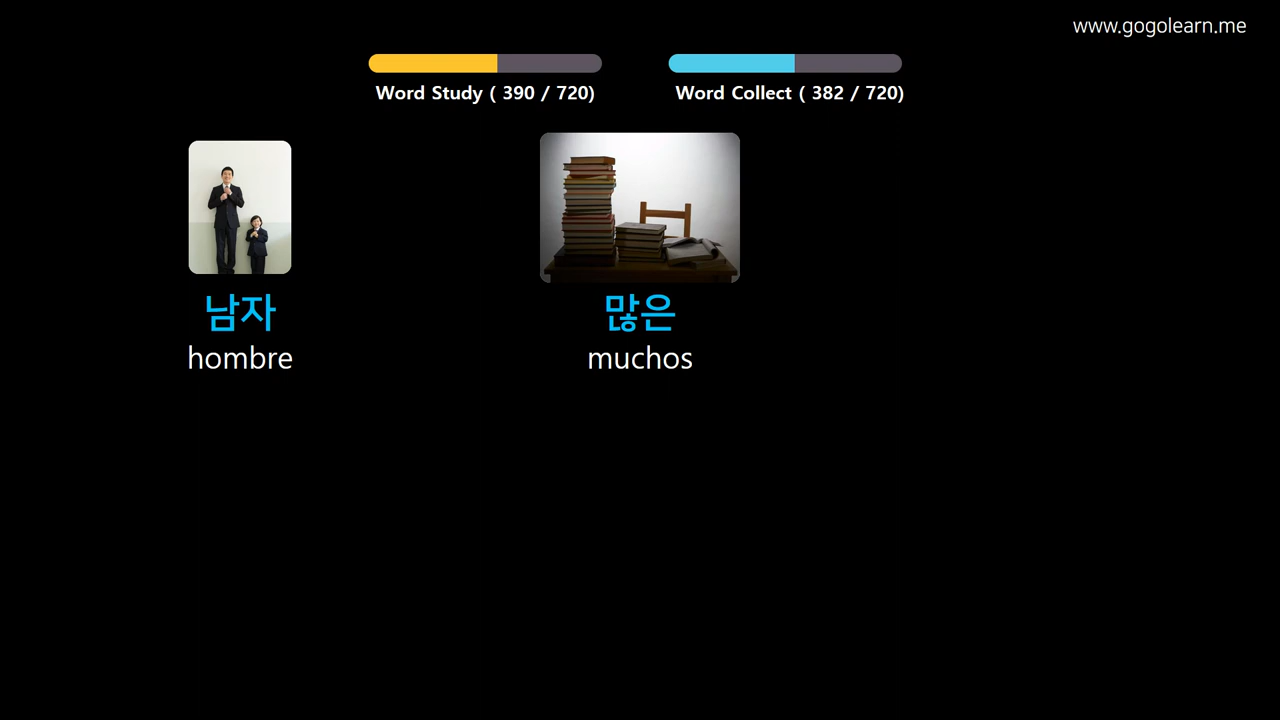 www.gogolearn.me
Word Study ( 390 / 720)
Word Collect ( 382 / 720)
남자
hombre
많은
muchos